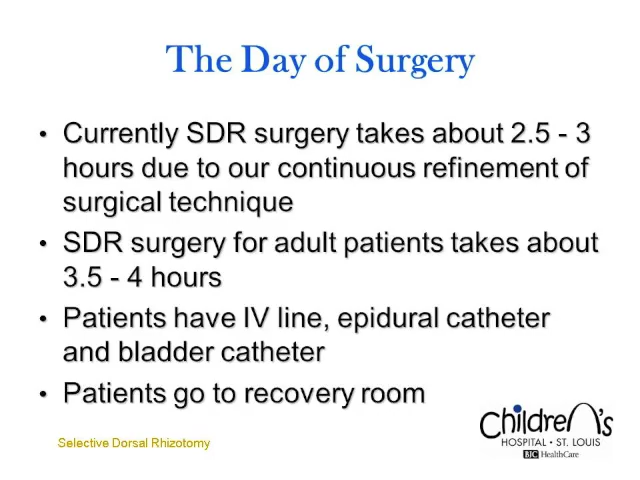 The Day of Surgery
• Currently SDR surgery takes about 2.5 - 3
hours due to our continuous refinement of
surgical technique
• SDR surgery for adult patients takes about
3.5 - 4 hours
• Patients have IV line, epidural catheter
and bladder catheter
• Patients go to recovery room
Selective Dorsal Rhizotomy
Children's
HOSPITAL • ST. LOUIS
BJC HealthCare